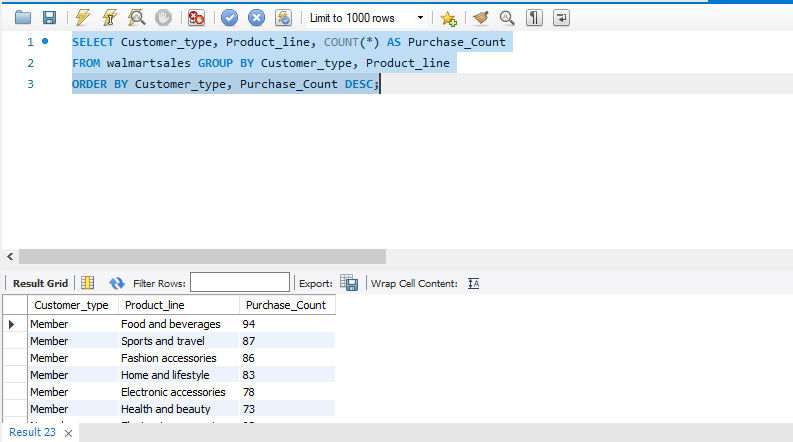 Limit to 1000 rows
1 SELECT Customer_type, Product_line, COUNT(*) AS Purchase_Count
2 FROM walmartsales GROUP BY Customer_type, Product_line
3 ORDER BY Customer_type, Purchase_Count DESC;
Result Grid Filter Rows: Export: Wrap Cell Content:
Customer_type Product_line Purchase_Count
Member Food and beverages 94
Member Sports and travel 87
Member Fashion accessories 86
Member Home and lifestyle 83
Member Electronic accessories 78
Member Health and beauty 73
Result 23